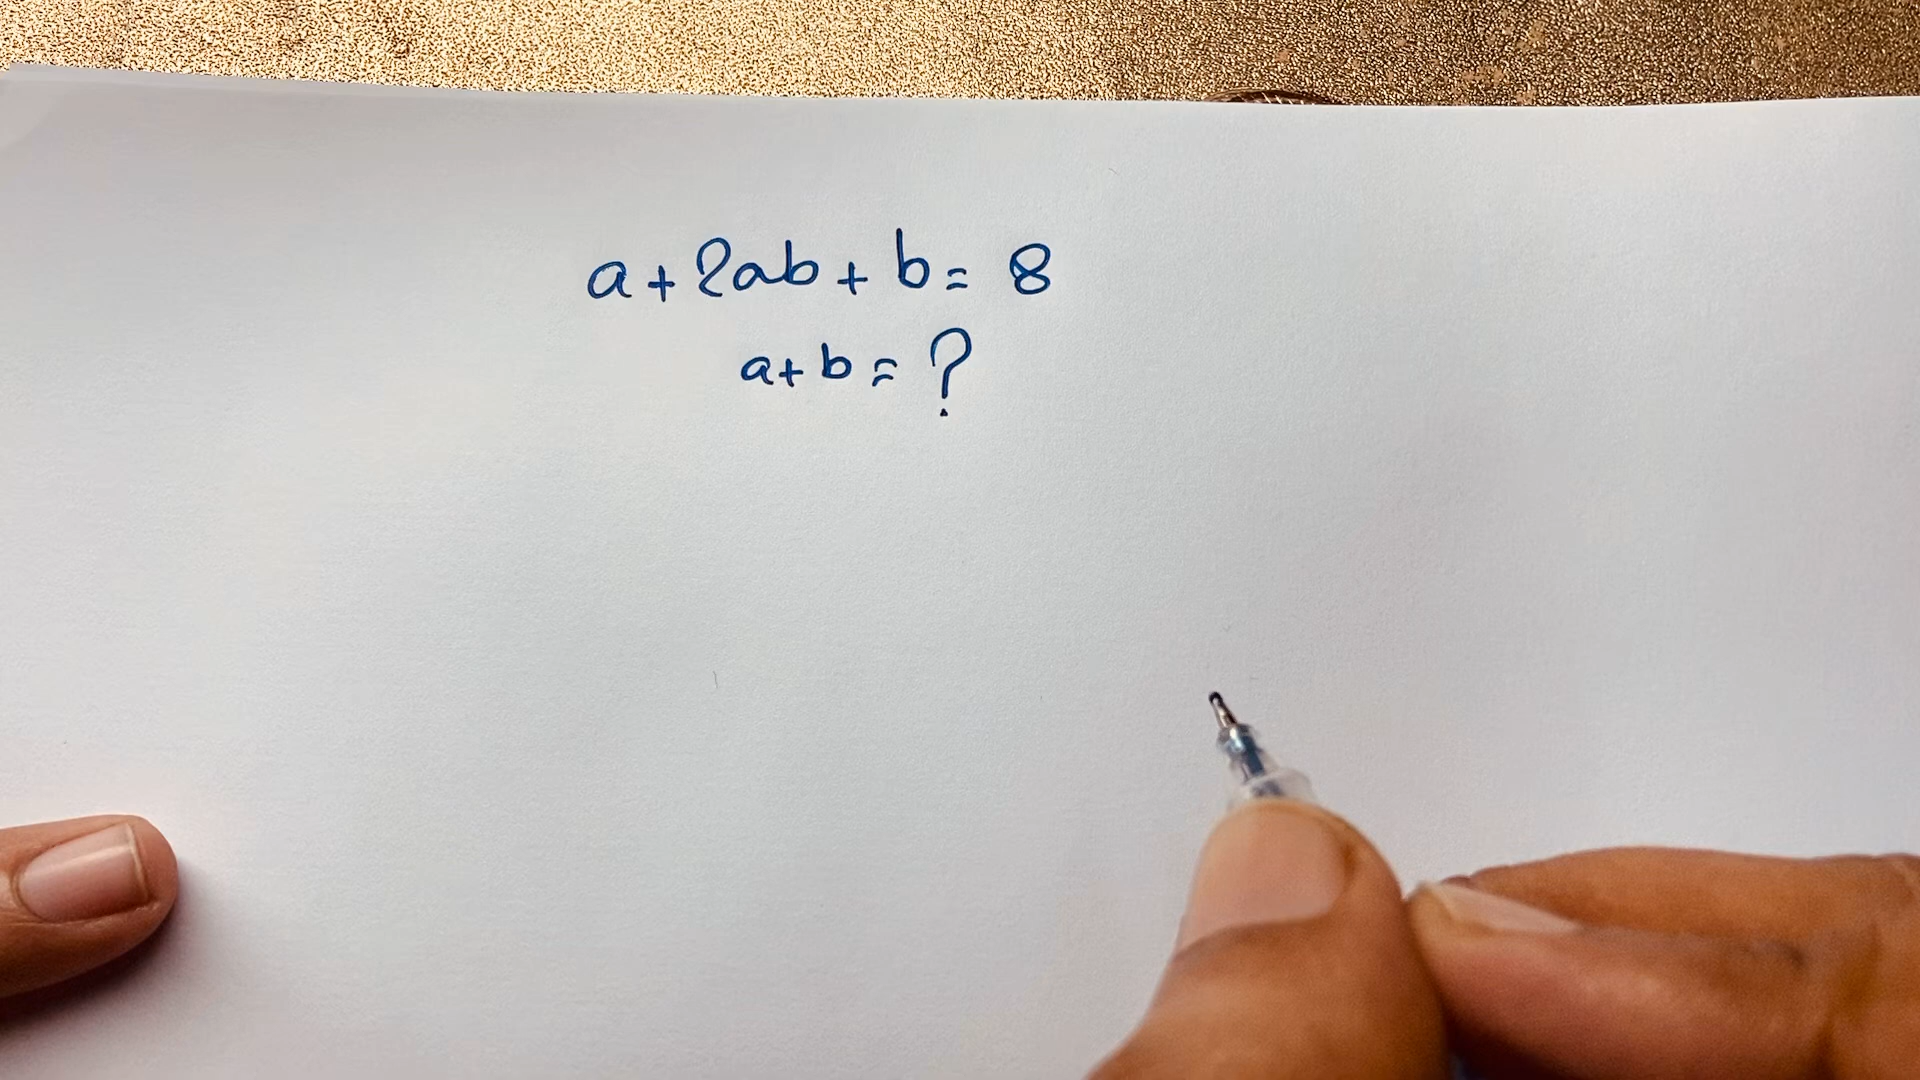 a + 2ab + b = 8
a + b = ?